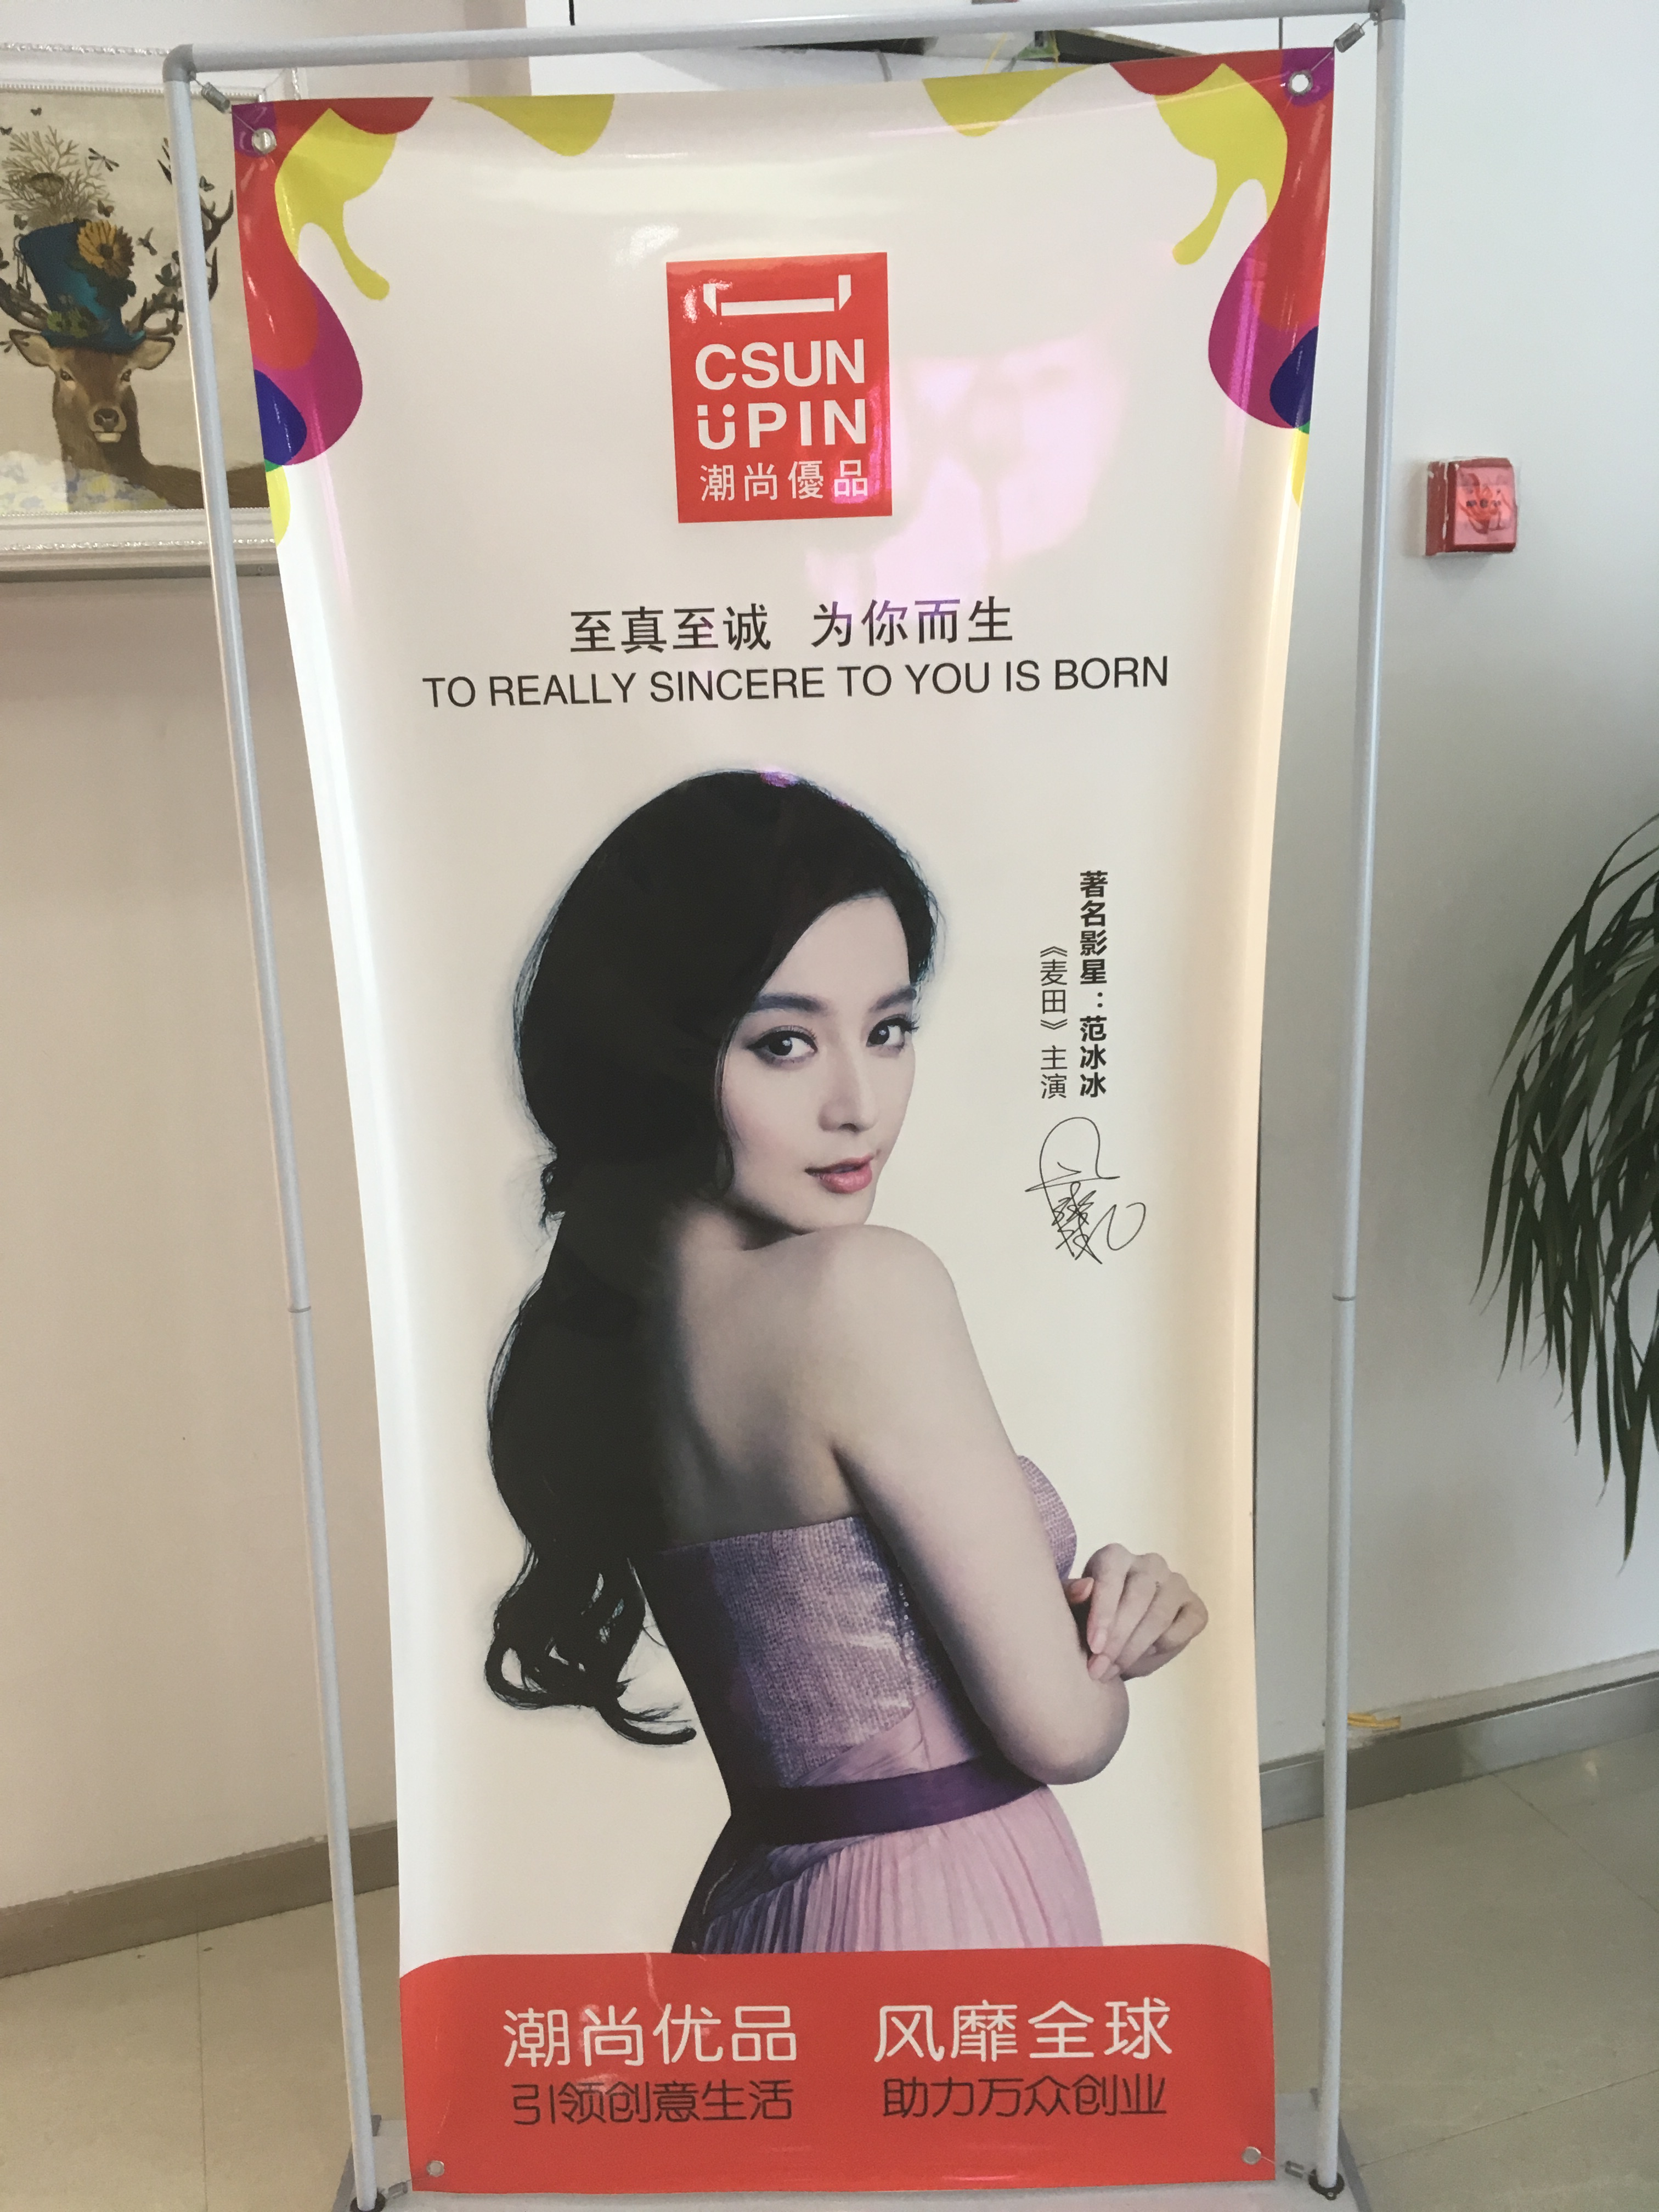 CSUN
UPIN
潮尚優品
至真至诚 为你而生
TO REALLY SINCERE TO YOU IS BORN
著名影星：范冰冰
《麦田》主演
潮尚优品 风靡全球
引领创意生活 助力万众创业